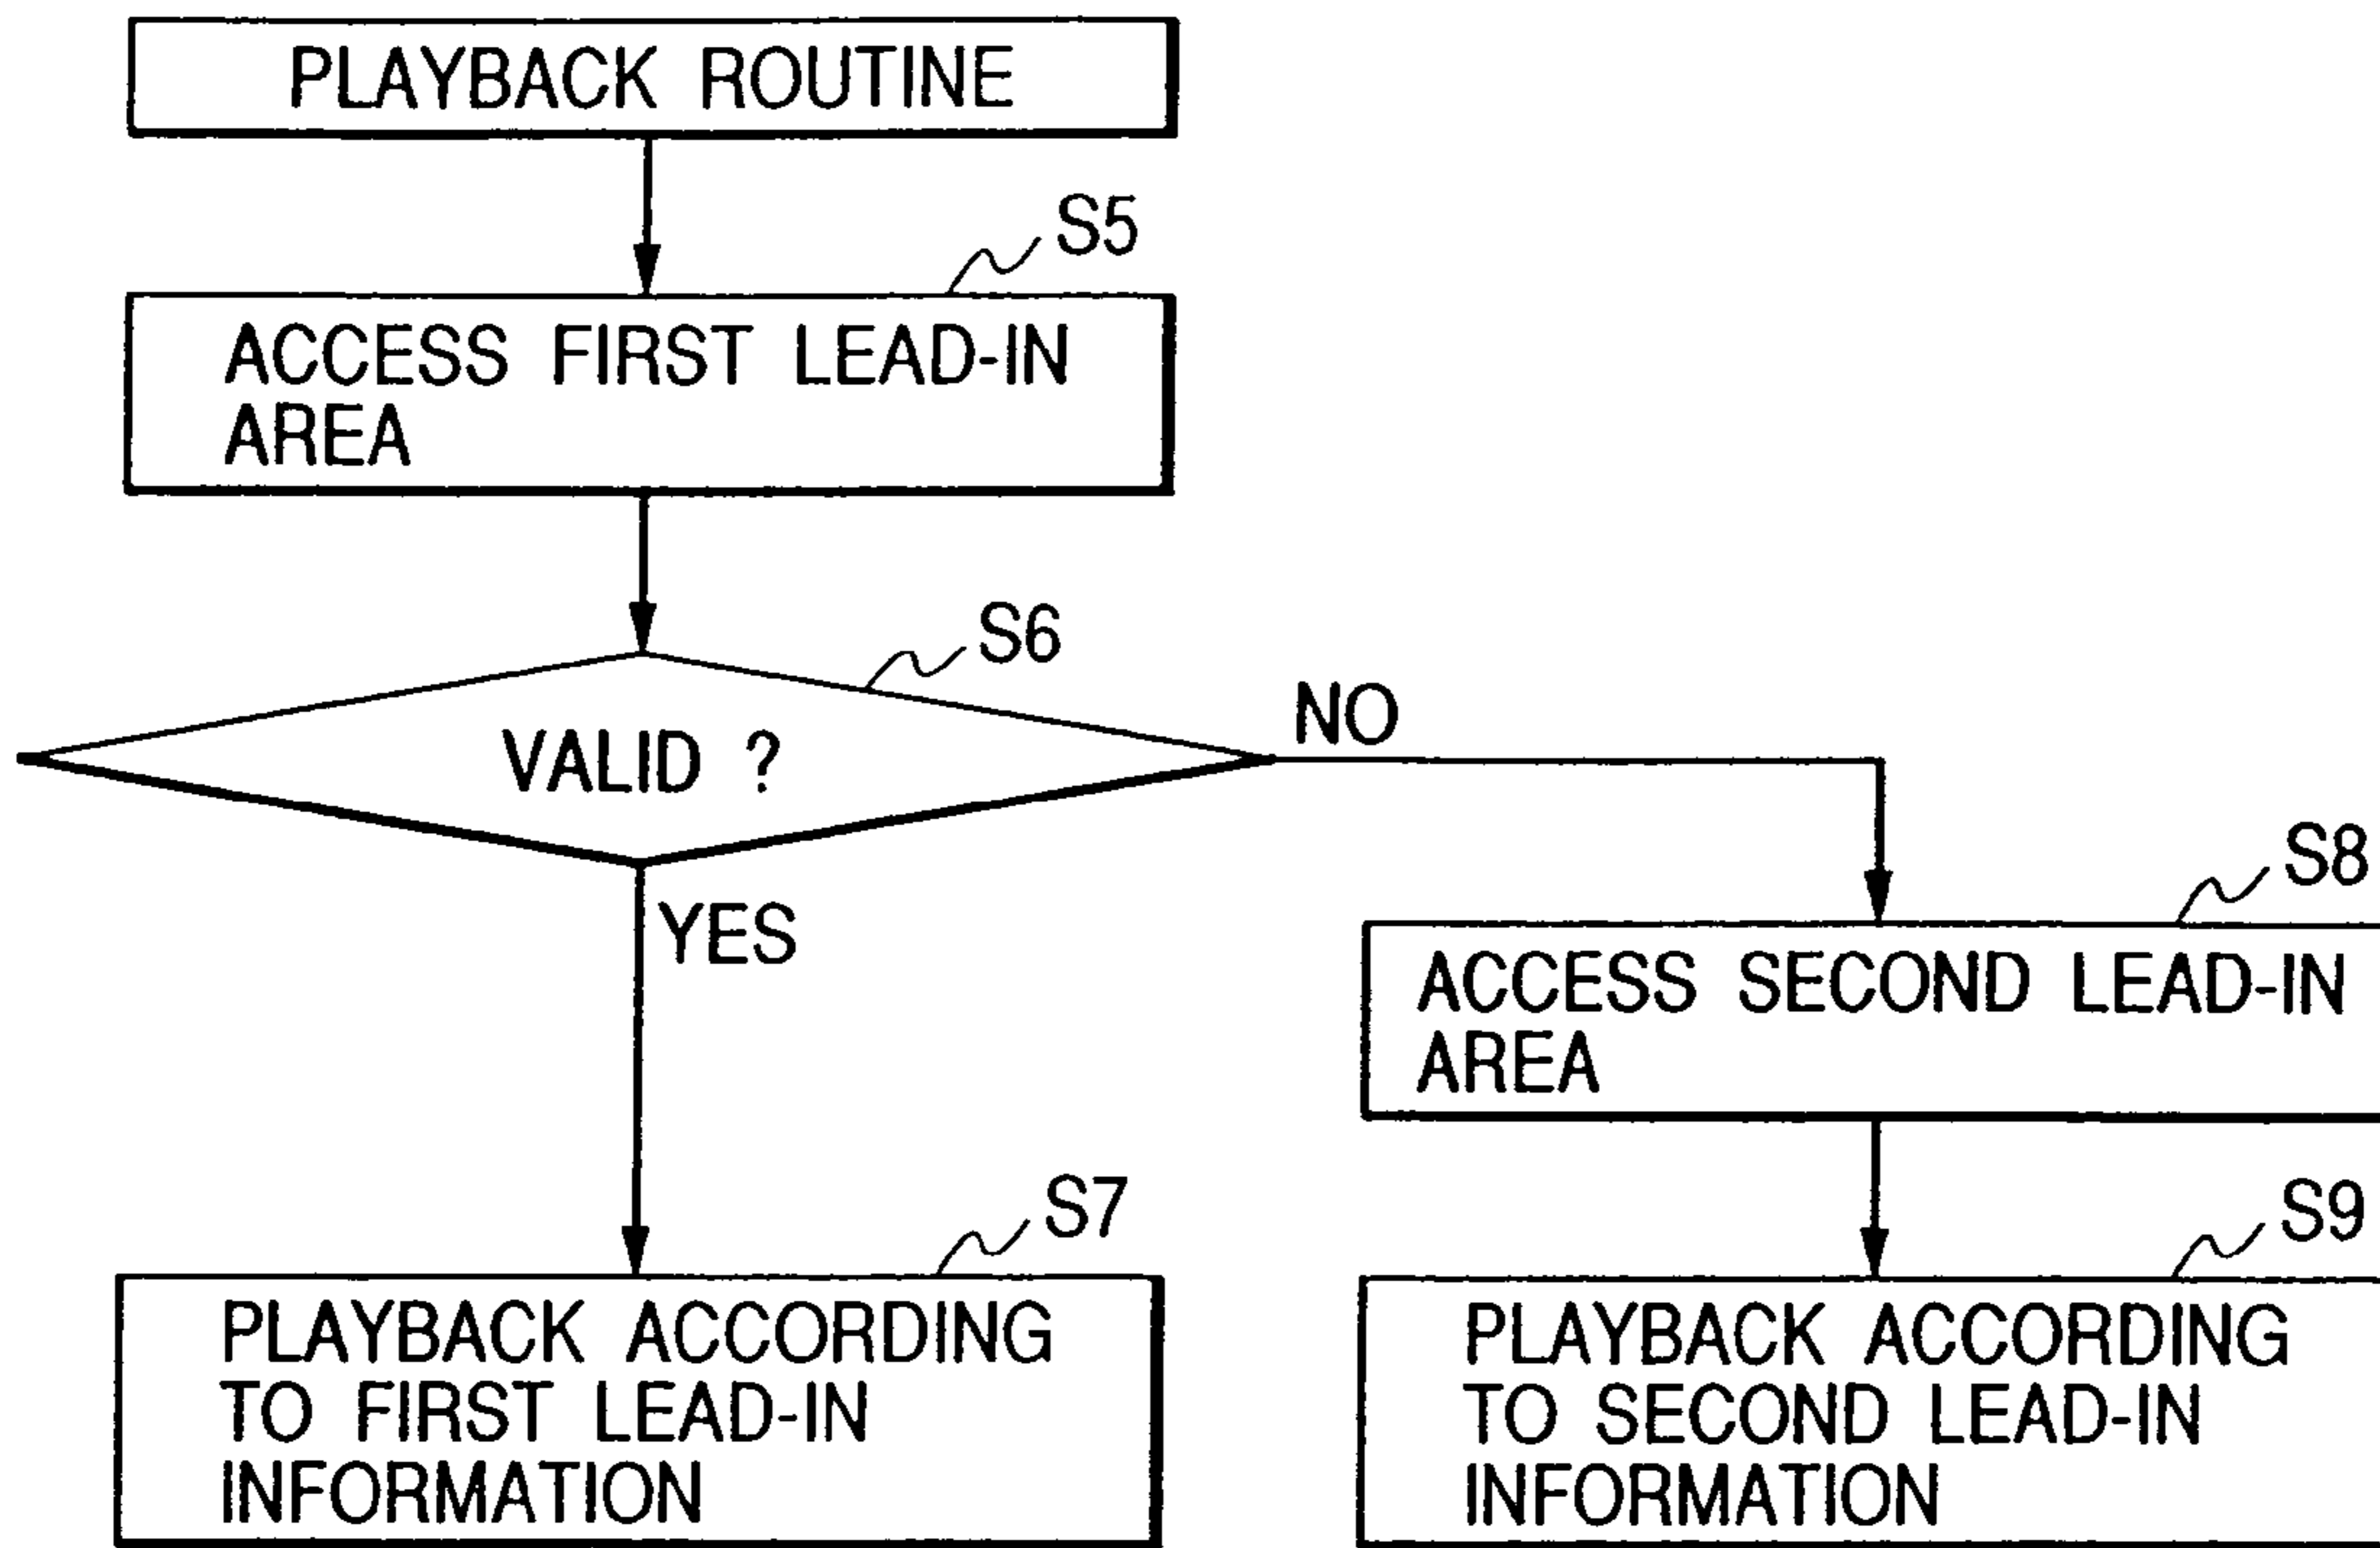 PLAYBACK ROUTINE
S5
ACCESS FIRST LEAD-IN
AREA
S6
VALID ?
NO
YES
S8
ACCESS SECOND LEAD-IN
AREA
S7
PLAYBACK ACCORDING
TO FIRST LEAD-IN
INFORMATION
S9
PLAYBACK ACCORDING
TO SECOND LEAD-IN
INFORMATION